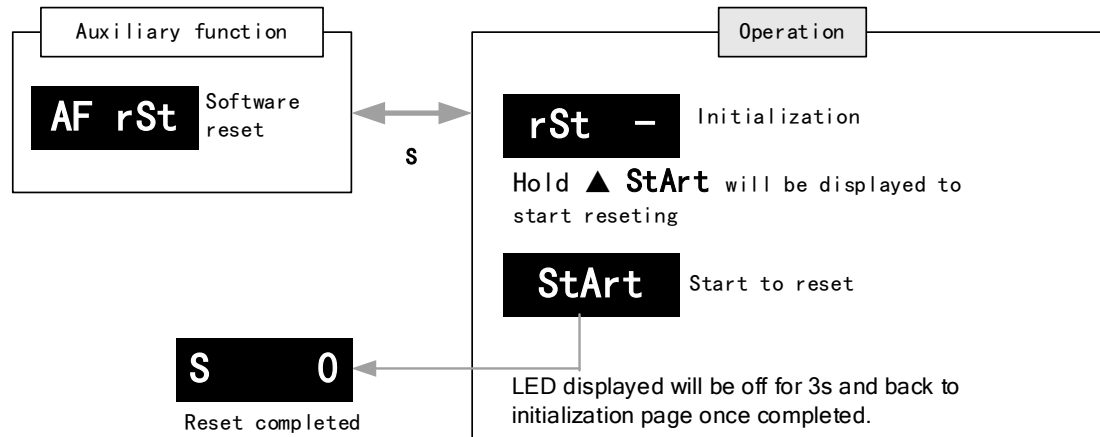 Auxiliary function
AF rSt
Software
reset
S
Operation
rSt -
Initialization
Hold ▲ StArt will be displayed to
start reseting
StArt
Start to reset
S 0
Reset completed
LED displayed will be off for 3s and back to
initialization page once completed.